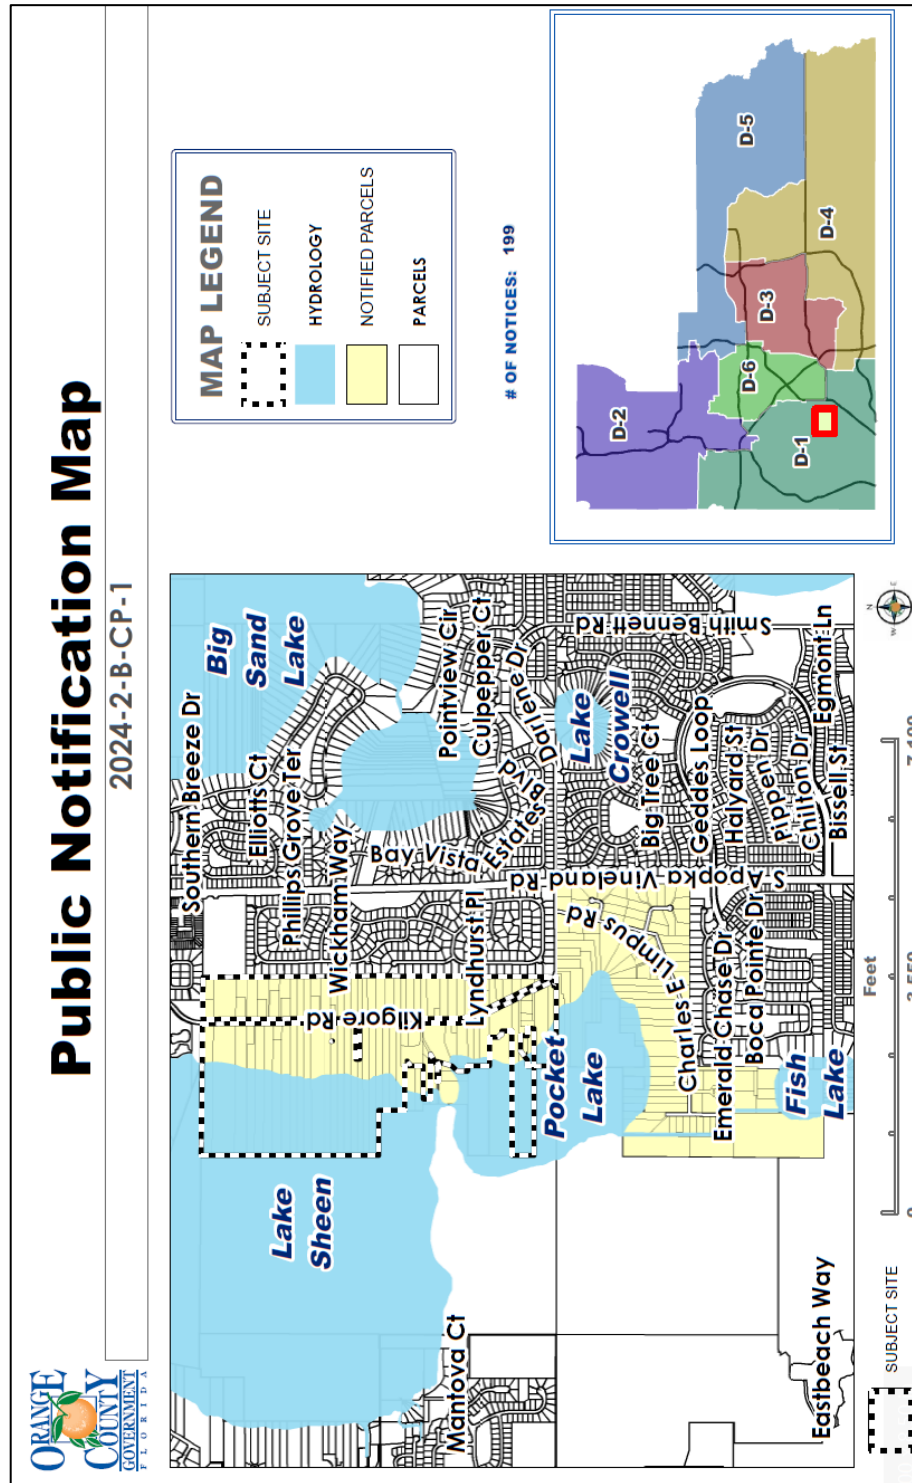 ORANGE
COUNTY
GOVERNMENT
FLORIDA
Public Notification Map
2024-2-B-CP-1
Southern Breeze Dr
Big
Sand
Lake
Elliotts Ct
Phillips Grove Ter
Wickham Way
Kilgore Rd
Lake
Sheen
Bay Vista
Estates Blvd
Pointview Cir
Culpepper Ct
Darlene Dr
Mantova Ct
Lyndhurst Pl
Pocket
Lake
S Apopka Vineland Rd
Lake
Crowell
Smith Bennett Rd
Charles E Limpus Rd
Big Tree Ct
Geddes Loop
Emerald Chase Dr
Halyard St
Bocal Pointe Dr
Pippen Dr
Chilton Dr
Fish
Lake
Bissell St
Egmont Ln
Eastbeach Way
SUBJECT SITE
Feet
N
W
E
MAP LEGEND
SUBJECT SITE
HYDROLOGY
NOTIFIED PARCELS
PARCELS
# OF NOTICES: 199
D-2
D-5
D-6
D-3
D-1
D-4